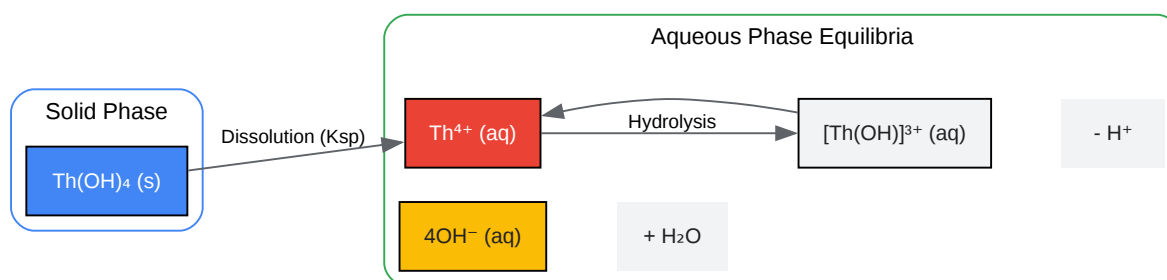 Aqueous Phase Equilibria
Solid Phase
Dissolution (Ksp)
Th(OH)₄ (s)
Th⁴⁺ (aq)
Hydrolysis
[Th(OH)]³⁺ (aq)
- H⁺
4OH⁻ (aq)
+ H₂O